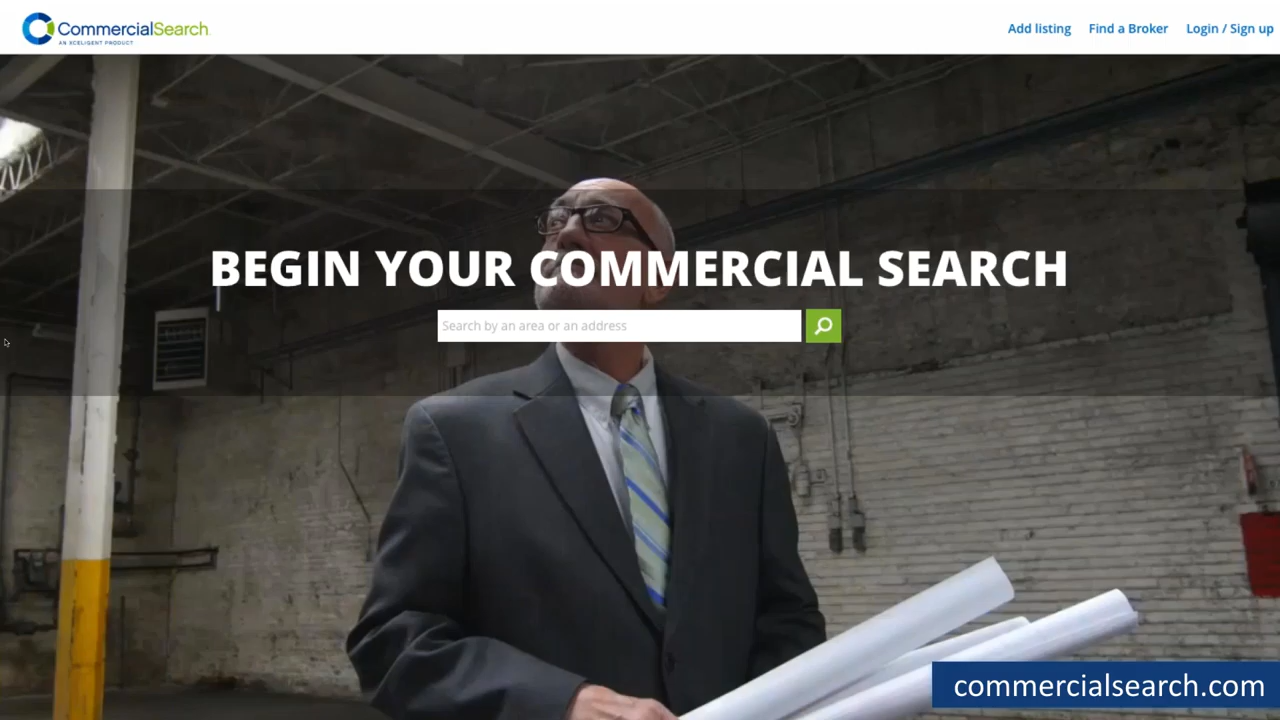 CommercialSearch
AN XCELIGENT PRODUCT
Add listing
Find a Broker
Login / Sign up
BEGIN YOUR COMMERCIAL SEARCH
Search by an area or an address
commercialsearch.com